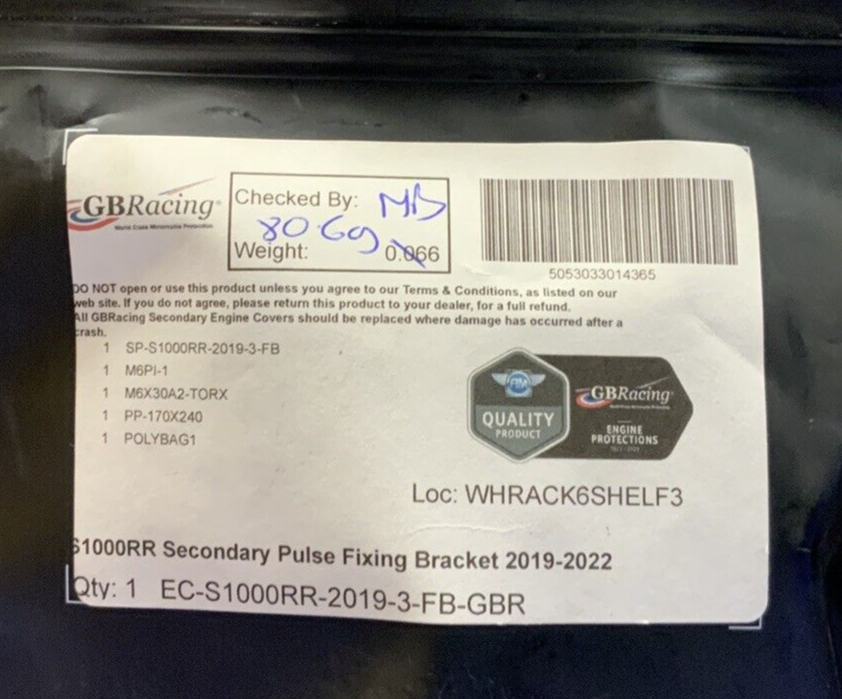 GBRacing
World Class Motorcycle Protection
Checked By: MB
80.6g
Weight: 0.066
5053033014365
DO NOT open or use this product unless you agree to our Terms & Conditions, as listed on our
web site. If you do not agree, please return this product to your dealer, for a full refund.
All GBRacing Secondary Engine Covers should be replaced where damage has occurred after a
crash.
1 SP-S1000RR-2019-3-FB
1 M6PI-1
1 M6X30A2-TORX
1 PP-170X240
1 POLYBAG1
FIM
QUALITY
PRODUCT
GBRacing
ENGINE
PROTECTIONS
Loc: WHRACK6SHELF3
S1000RR Secondary Pulse Fixing Bracket 2019-2022
Qty: 1 EC-S1000RR-2019-3-FB-GBR